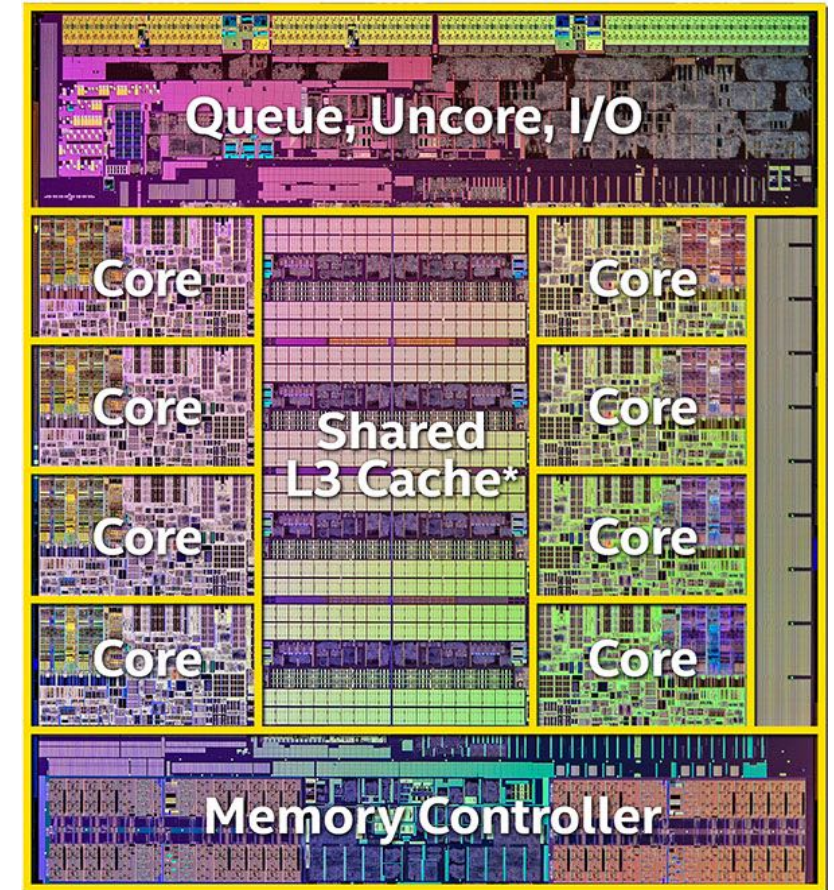 Queue, Uncore, I/O
Core
Core
Core
Core
Shared
L3 Cache*
Core
Core
Core
Core
Memory Controller